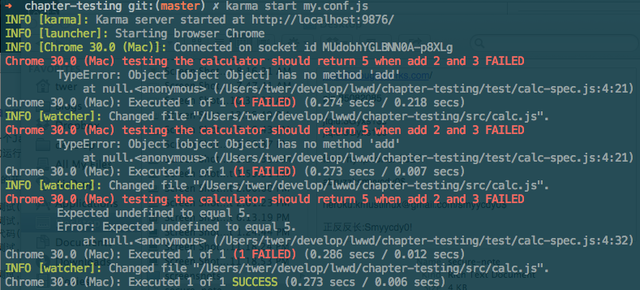 ➜  chapter-testing git:(master) ✗ karma start my.conf.js
INFO [karma]: Karma server started at http://localhost:9876/
INFO [launcher]: Starting browser Chrome
INFO [Chrome 30.0 (Mac)]: Connected on socket id MUdobhYGLBNN0A-p8XLg
Chrome 30.0 (Mac) testing the calculator should return 5 when add 2 and 3 FAILED
TypeError: Object [object Object] has no method 'add'
at null.<anonymous> (/Users/twer/develop/lwwd/chapter-testing/test/calc-spec.js:4:21)
Chrome 30.0 (Mac): Executed 1 of 1 (1 FAILED) (0.274 secs / 0.218 secs)
INFO [watcher]: Changed file "/Users/twer/develop/lwwd/chapter-testing/src/calc.js".
Chrome 30.0 (Mac) testing the calculator should return 5 when add 2 and 3 FAILED
TypeError: Object [object Object] has no method 'add'
at null.<anonymous> (/Users/twer/develop/lwwd/chapter-testing/test/calc-spec.js:4:21)
Chrome 30.0 (Mac): Executed 1 of 1 (1 FAILED) (0.273 secs / 0.007 secs)
INFO [watcher]: Changed file "/Users/twer/develop/lwwd/chapter-testing/src/calc.js".
Chrome 30.0 (Mac) testing the calculator should return 5 when add 2 and 3 FAILED
Expected undefined to equal 5.
Error: Expected undefined to equal 5.
at null.<anonymous> (/Users/twer/develop/lwwd/chapter-testing/test/calc-spec.js:4:32)
Chrome 30.0 (Mac): Executed 1 of 1 (1 FAILED) (0.286 secs / 0.012 secs)
INFO [watcher]: Changed file "/Users/twer/develop/lwwd/chapter-testing/src/calc.js".
Chrome 30.0 (Mac): Executed 1 of 1 SUCCESS (0.273 secs / 0.006 secs)